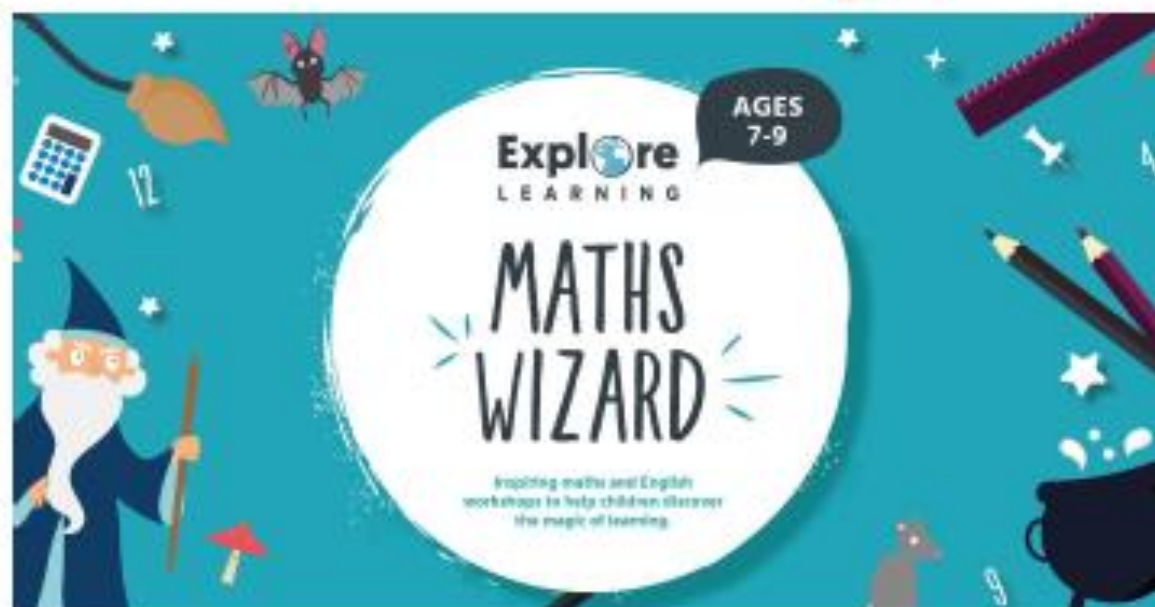 AGES
7-9
Explore
LEARNING
12
MATHS
WIZARD
Inspiring maths and English
workshops to help children discover
the magic of learning.
9